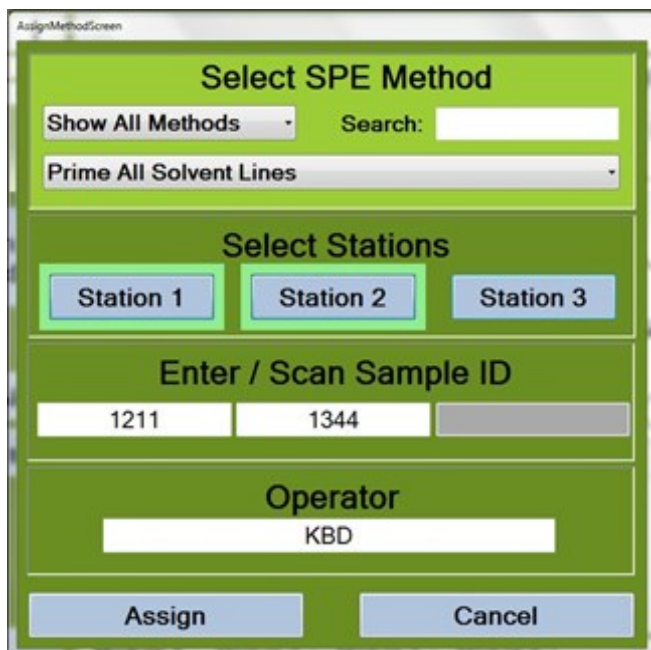 AssignMethodScreen
Select SPE Method
Show All Methods Search:
Prime All Solvent Lines
Select Stations
Station 1 Station 2 Station 3
Enter / Scan Sample ID
1211 1344
Operator
KBD
Assign Cancel